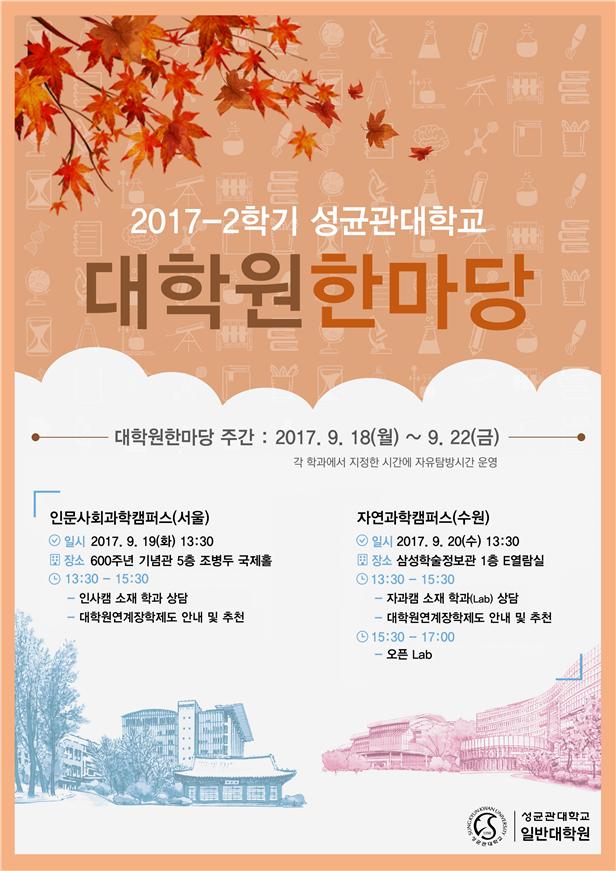 2017-2학기 성균관대학교
대학원한마당
대학원한마당 주간 : 2017. 9. 18(월) ~ 9. 22(금)
각 학과에서 지정한 시간에 자유탐방시간 운영
인문사회과학캠퍼스(서울)
일시 2017. 9. 19(화) 13:30
장소 600주년 기념관 5층 조병두 국제홀
13:30 - 15:30
- 인사캠 소재 학과 상담
- 대학원연계장학제도 안내 및 추천
자연과학캠퍼스(수원)
일시 2017. 9. 20(수) 13:30
장소 삼성학술정보관 1층 E열람실
13:30 - 15:30
- 자과캠 소재 학과(Lab) 상담
- 대학원연계장학제도 안내 및 추천
15:30 - 17:00
- 오픈 Lab
SUNG KYUN KWAN UNIVERSITY
성균관대학교
성균관대학교
일반대학원